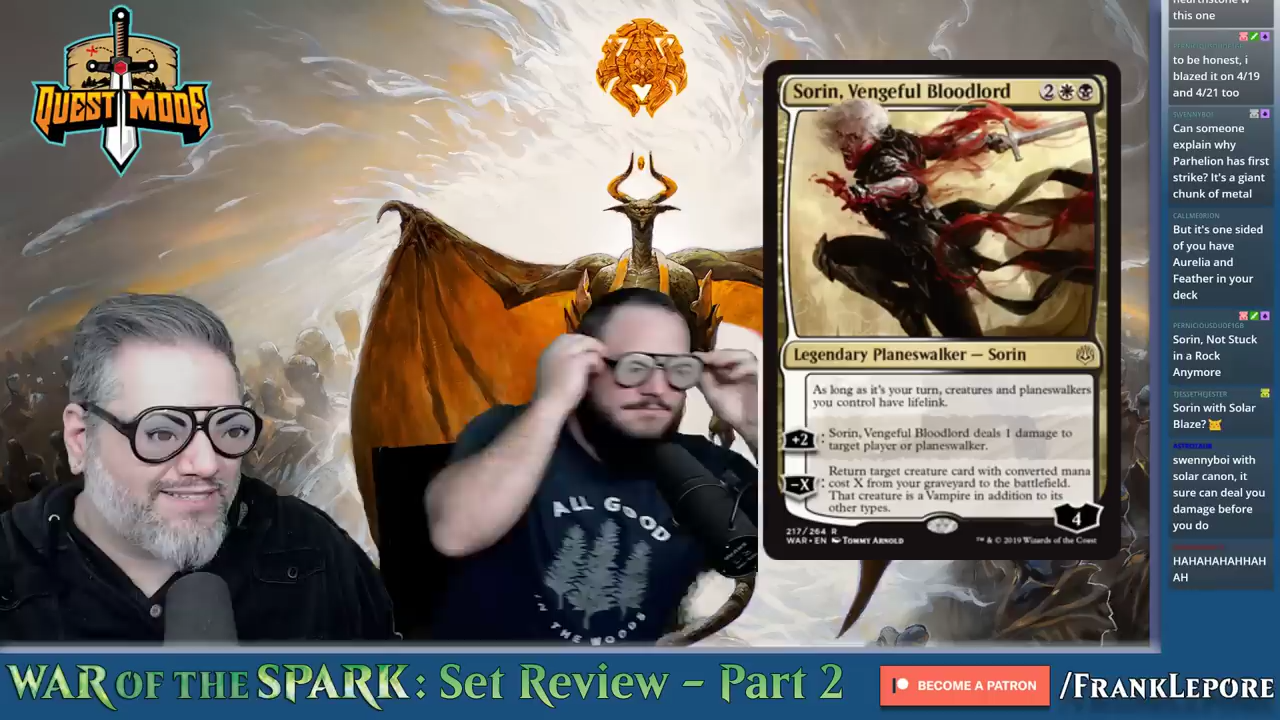 QUEST MODE
Sorin, Vengeful Bloodlord 2
Legendary Planeswalker — Sorin
As long as it's your turn, creatures and planeswalkers
you control have lifelink.
+2 : Sorin, Vengeful Bloodlord deals 1 damage to
target player or planeswalker.
Return target creature card with converted mana
-X : cost X from your graveyard to the battlefield.
That creature is a Vampire in addition to its
other types.
4
217/264 R
WAR • EN TOMMY ARNOLD ™ & © 2019 Wizards of the Coast
ALL GOOD
IN THE WOODS
this one
to be honest, i
blazed it on 4/19
and 4/21 too
SWENNYBOI
Can someone
explain why
Parhelion has first
strike? It's a giant
chunk of metal
CALLME0RION
But it's one sided
of you have
Aurelia and
Feather in your
deck
PERNICIOUSDUDE1GB
Sorin, Not Stuck
in a Rock
Anymore
TJESSETHEJESTER
Sorin with Solar
Blaze?
swennyboi with
solar canon, it
sure can deal you
damage before
you do
HAHAHAHAHHAH
AH
WAR OF THE SPARK: Set Review - Part 2
BECOME A PATRON
/FRANKLEPORE